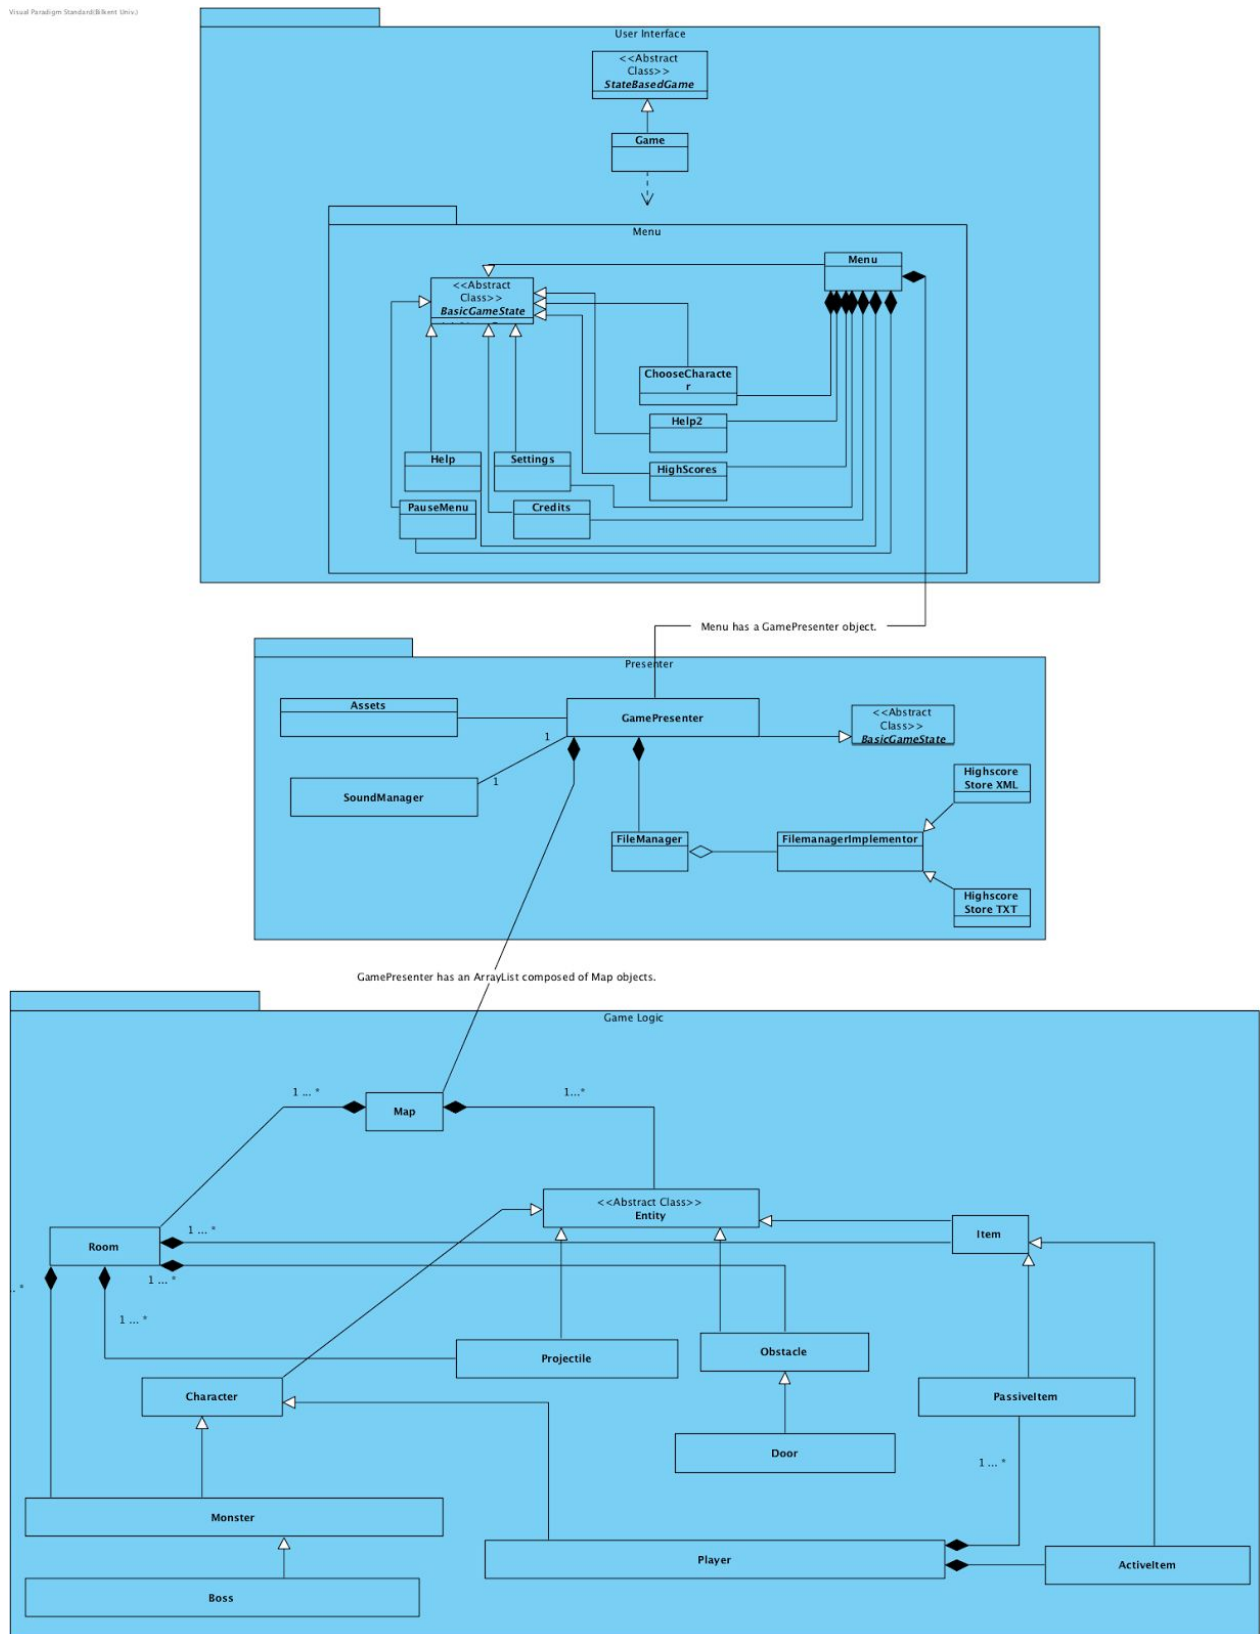 Visual Paradigm Standard(Bilkent Univ.)
User Interface
<<Abstract
Class>>
StateBasedGame
Game
Menu
Menu
<<Abstract
Class>>
BasicGameState
ChooseCharacte
r
Help2
Help
Settings
HighScores
PauseMenu
Credits
Menu has a GamePresenter object.
Presenter
Assets
GamePresenter
<<Abstract
Class>>
BasicGameState
1
1
SoundManager
Highscore
Store XML
FileManager
FilemanagerImplementor
Highscore
Store TXT
GamePresenter has an ArrayList composed of Map objects.
Game Logic
1 ... *
1...*
Map
<<Abstract Class>>
Entity
1 ... *
Item
Room
1 ... *
.. *
1 ... *
Projectile
Obstacle
Character
PassiveItem
Door
1 ... *
Monster
Player
ActiveItem
Boss